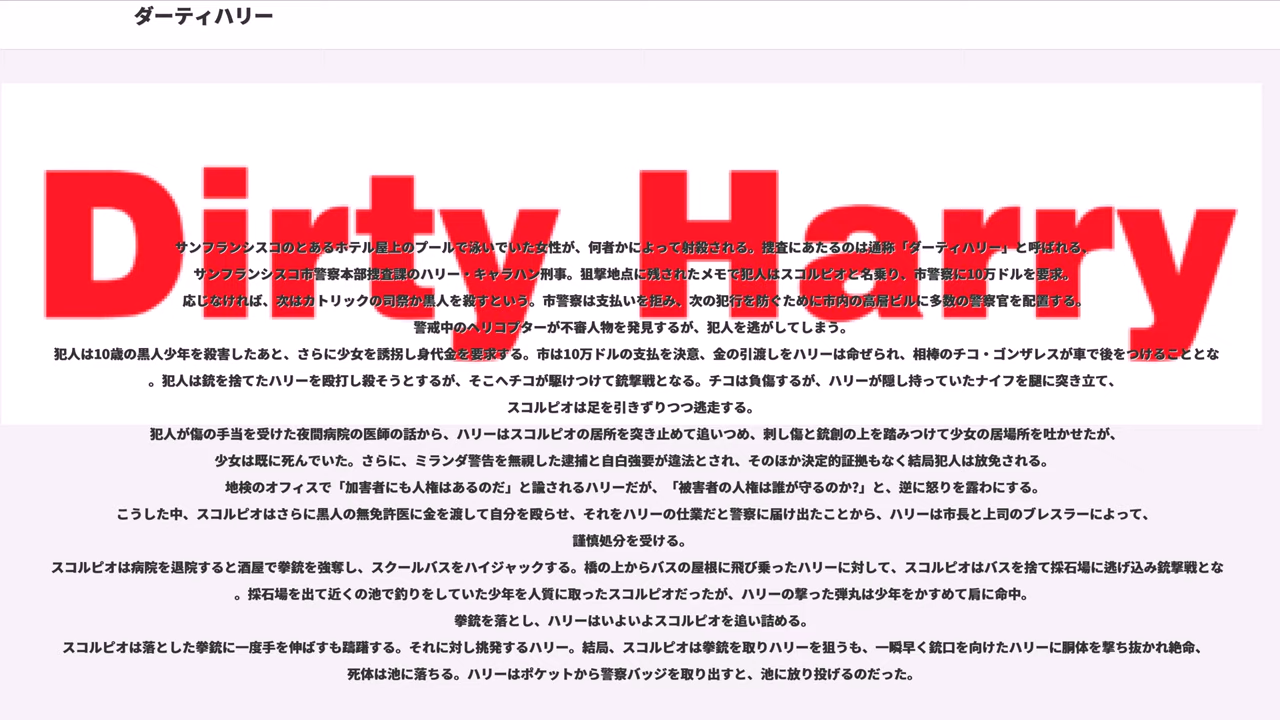 ダーティハリー
Dirty Harry
サンフランシスコのとあるホテル屋上のプールで泳いでいた女性が、何者かによって射殺される。捜査にあたるのは通称「ダーティハリー」と呼ばれる、
サンフランシスコ市警察本部捜査課のハリー・キャラハン刑事。狙撃地点に残されたメモで犯人はスコルピオと名乗り、市警察に10万ドルを要求。
応じなければ、次はカトリックの司祭か黒人を殺すという。市警察は支払いを拒み、次の犯行を防ぐために市内の高層ビルに多数の警察官を配置する。
警戒中のヘリコプターが不審人物を発見するが、犯人を逃がしてしまう。
犯人は10歳の黒人少年を殺害したあと、さらに少女を誘拐し身代金を要求する。市は10万ドルの支払を決意、金の引渡しをハリーは命ぜられ、相棒のチコ・ゴンザレスが車で後をつけることとな
。犯人は銃を捨てたハリーを殴打し殺そうとするが、そこへチコが駆けつけて銃撃戦となる。チコは負傷するが、ハリーが隠し持っていたナイフを腿に突き立て、
スコルピオは足を引きずりつつ逃走する。
犯人が傷の手当を受けた夜間病院の医師の話から、ハリーはスコルピオの居所を突き止めて追いつめ、刺し傷と銃創の上を踏みつけて少女の居場所を吐かせたが、
少女は既に死んでいた。さらに、ミランダ警告を無視した逮捕と自白強要が違法とされ、そのほか決定的証拠もなく結局犯人は放免される。
地検のオフィスで「加害者にも人権はあるのだ」と諭されるハリーだが、「被害者の人権は誰が守るのか?」と、逆に怒りを露わにする。
こうした中、スコルピオはさらに黒人の無免許医に金を渡して自分を殴らせ、それをハリーの仕業だと警察に届け出たことから、ハリーは市長と上司のブレスラーによって、
謹慎処分を受ける。
スコルピオは病院を退院すると酒屋で拳銃を強奪し、スクールバスをハイジャックする。橋の上からバスの屋根に飛び乗ったハリーに対して、スコルピオはバスを捨て採石場に逃げ込み銃撃戦とな
。採石場を出て近くの池で釣りをしていた少年を人質に取ったスコルピオだったが、ハリーの撃った弾丸は少年をかすめて肩に命中。
拳銃を落とし、ハリーはいよいよスコルピオを追い詰める。
スコルピオは落とした拳銃に一度手を伸ばすも躊躇する。それに対し挑発するハリー。結局、スコルピオは拳銃を取りハリーを狙うも、一瞬早く銃口を向けたハリーに胴体を撃ち抜かれ絶命、
死体は池に落ちる。ハリーはポケットから警察バッジを取り出すと、池に放り投げるのだった。